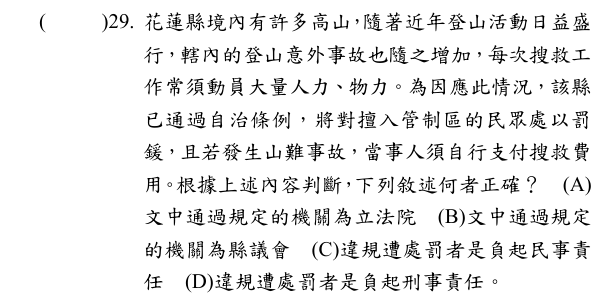 (　　)29. 花蓮縣境內有許多高山，隨著近年登山活動日益盛
行，轄內的登山意外事故也隨之增加，每次搜救工
作常須動員大量人力、物力。為因應此情況，該縣
已通過自治條例，將對擅入管制區的民眾處以罰
鍰，且若發生山難事故，當事人須自行支付搜救費
用。根據上述內容判斷，下列敘述何者正確？　(A)
文中通過規定的機關為立法院　(B)文中通過規定
的機關為縣議會　(C)違規遭處罰者是負起民事責
任　(D)違規遭處罰者是負起刑事責任。